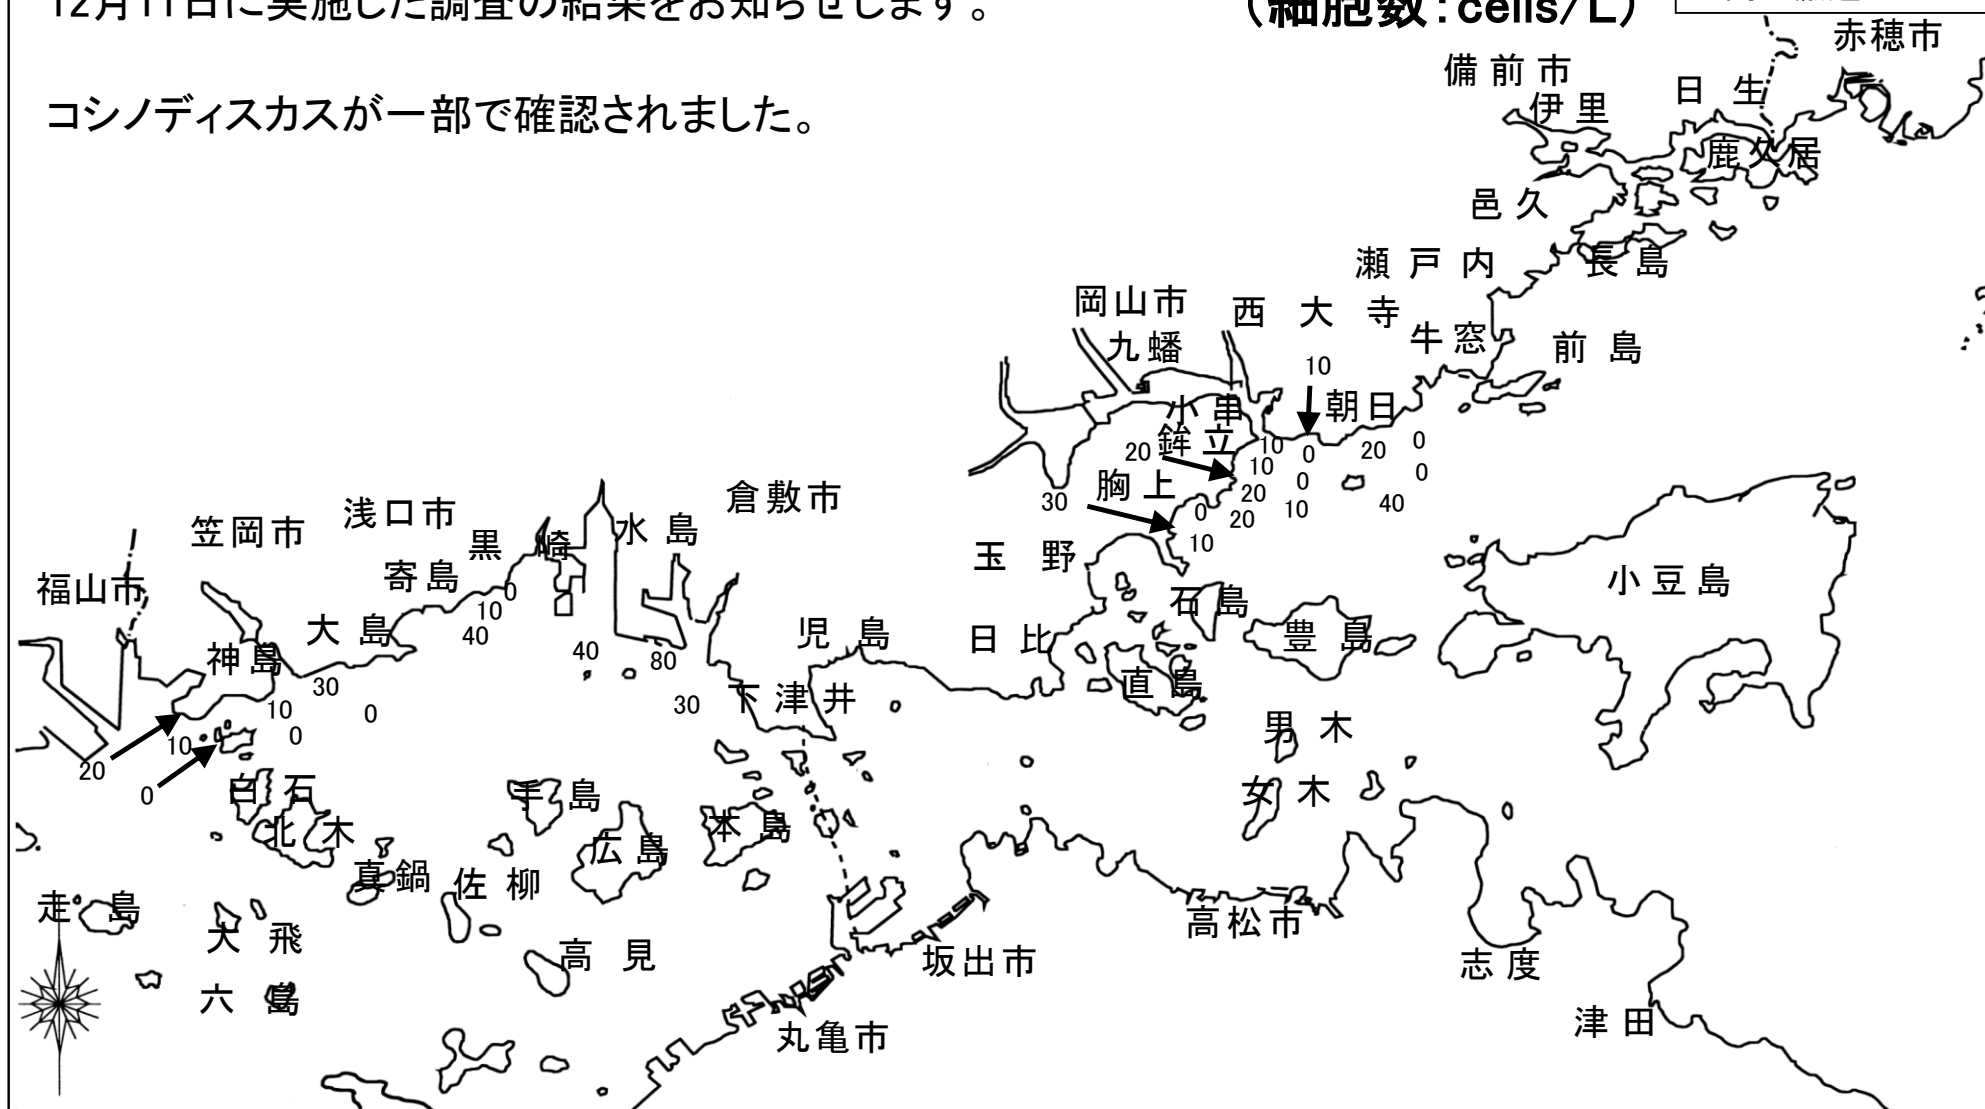 12月11日に実施した調査の結果をお知らせします。
(細胞数:cells/L)
コシノディスカスが一部で確認されました。
赤穂市
備前市
日生
伊里
鹿久居
邑久
瀬戸内
長島
岡山市
西大寺
九蟠
牛窓
前島
10
朝日
小串
20
鉾立
10
0
20
0
10
0
0
胸上
30
20
10
40
0
20
10
倉敷市
浅口市
笠岡市
水島
黒崎
玉野
福山市
寄島
0
10
40
小豆島
石島
大島
児島
日比
豊島
神島
40
80
30
直島
30
下津井
10
0
男木
10
0
20
0
白石
手島
女木
北木
本島
広島
真鍋
佐柳
走島
高松市
大飛
高見
坂出市
志度
六島
丸亀市
津田